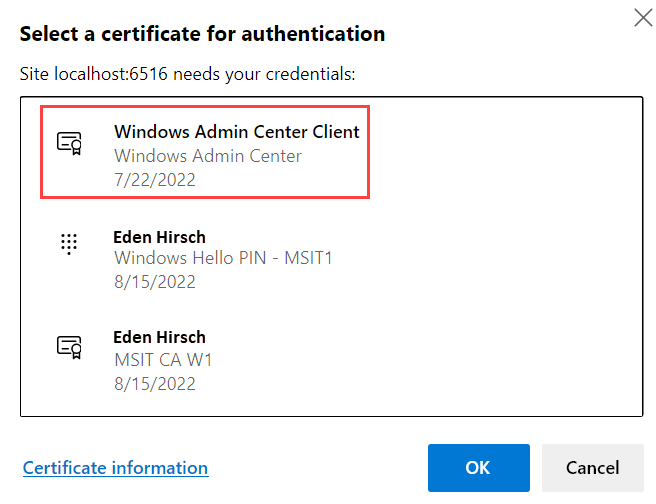 Select a certificate for authentication
Site localhost:6516 needs your credentials:
Windows Admin Center Client
Windows Admin Center
7/22/2022
Eden Hirsch
Windows Hello PIN - MSIT1
8/15/2022
Eden Hirsch
MSIT CA W1
8/15/2022
Certificate information
OK
Cancel